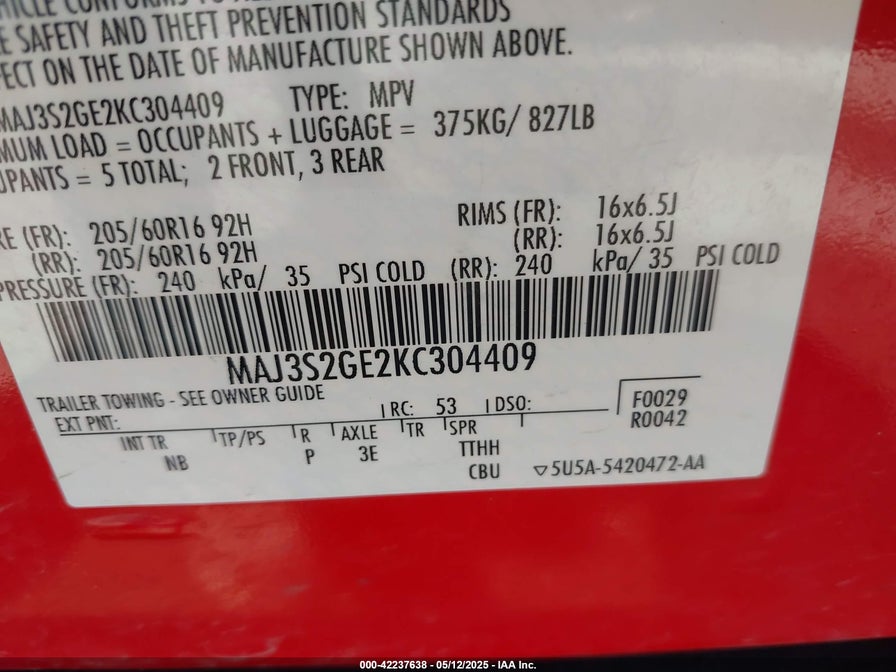 E SAFETY AND THEFT PREVENTION STANDARDS
ECT ON THE DATE OF MANUFACTURE SHOWN ABOVE.
MAJ3S2GE2KC304409 TYPE: MPV
MUM LOAD = OCCUPANTS + LUGGAGE = 375KG/ 827LB
UPANTS = 5 TOTAL; 2 FRONT, 3 REAR
RE (FR): 205/60R16 92H RIMS (FR): 16x6.5J
(RR): 205/60R16 92H (RR): 16x6.5J
PRESSURE (FR): 240 kPa/ 35 PSI COLD (RR): 240 kPa/ 35 PSI COLD
MAJ3S2GE2KC304409
TRAILER TOWING - SEE OWNER GUIDE
EXT PNT: RC: 53 DSO: F0029
R0042
INT TR TP/PS R AXLE TR SPR
NB P 3E TTHH
CBU 5U5A-5420472-AA
000-42237638 - 05/12/2025 - IAA Inc.